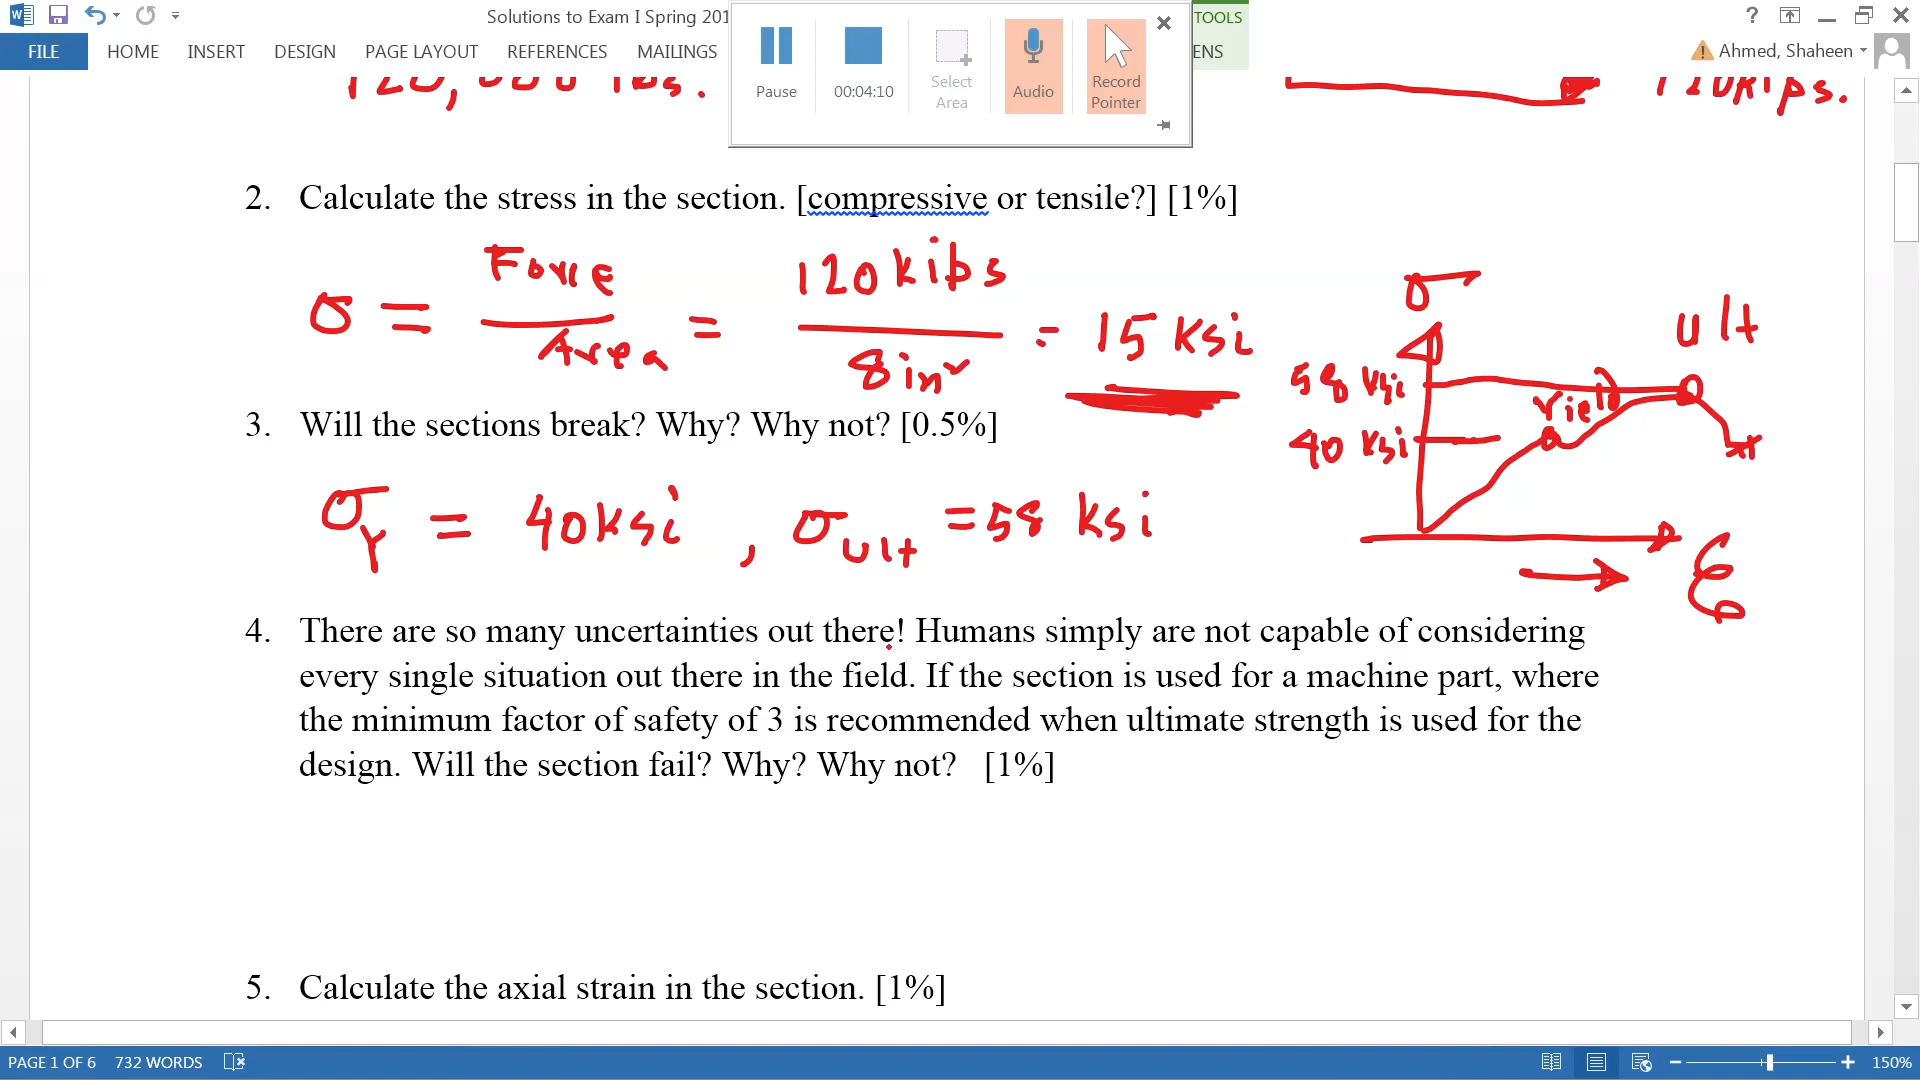 Solutions to Exam I Spring 201
TOOLS
?
FILE HOME INSERT DESIGN PAGE LAYOUT REFERENCES MAILINGS
ENS
Ahmed, Shaheen
Pause
00:04:10
Select Area
Audio
Record Pointer
120,000 lbs.
120kips.
2. Calculate the stress in the section. [compressive or tensile?] [1%]
σ = Force / Area = 120 kips / 8 in² = 15 ksi
σ
ult
58 ksi
Yield
40 ksi
ε
3. Will the sections break? Why? Why not? [0.5%]
σY = 40 ksi , σult = 58 ksi
4. There are so many uncertainties out there! Humans simply are not capable of considering
every single situation out there in the field. If the section is used for a machine part, where
the minimum factor of safety of 3 is recommended when ultimate strength is used for the
design. Will the section fail? Why? Why not? [1%]
5. Calculate the axial strain in the section. [1%]
PAGE 1 OF 6 732 WORDS
150%